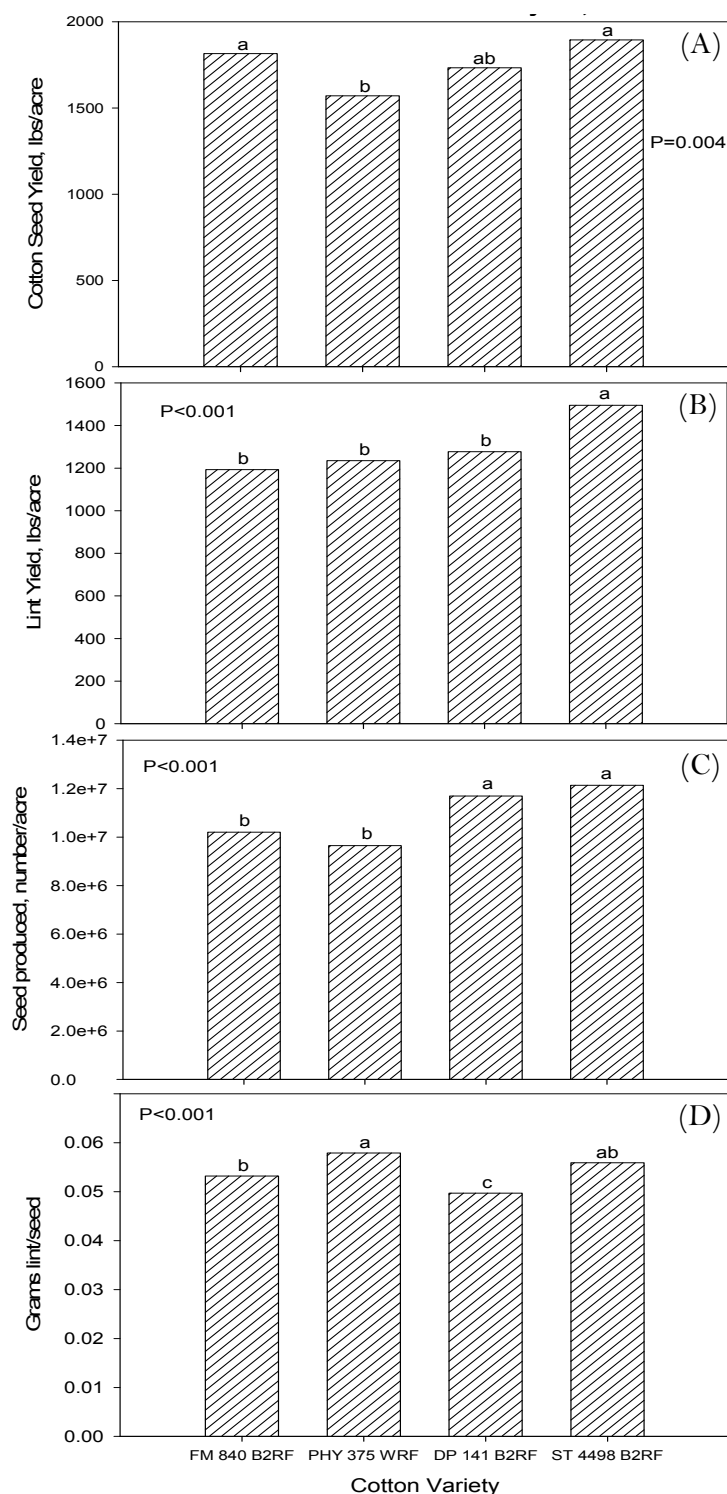 (A)
P=0.004
Cotton Seed Yield, lbs/acre
2000
1500
1000
500
0
a
b
ab
a
(B)
P<0.001
Lint Yield, lbs/acre
1600
1400
1200
1000
800
600
400
200
0
b
b
b
a
(C)
P<0.001
Seed produced, number/acre
1.4e+7
1.2e+7
1.0e+7
8.0e+6
6.0e+6
4.0e+6
2.0e+6
0.0
b
b
a
a
(D)
P<0.001
Grams lint/seed
0.06
0.05
0.04
0.03
0.02
0.01
0.00
b
a
c
ab
FM 840 B2RF PHY 375 WRF DP 141 B2RF ST 4498 B2RF
Cotton Variety